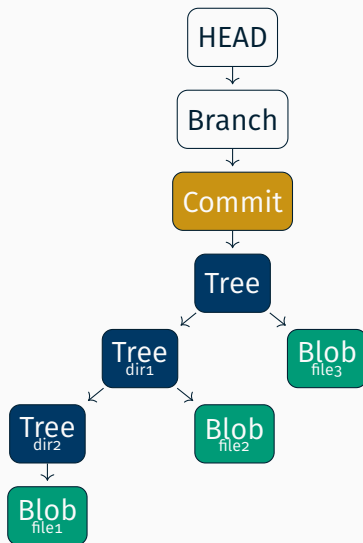 HEAD
Branch
Commit
Tree
Tree
dir1
Blob
file3
Tree
dir2
Blob
file2
Blob
file1